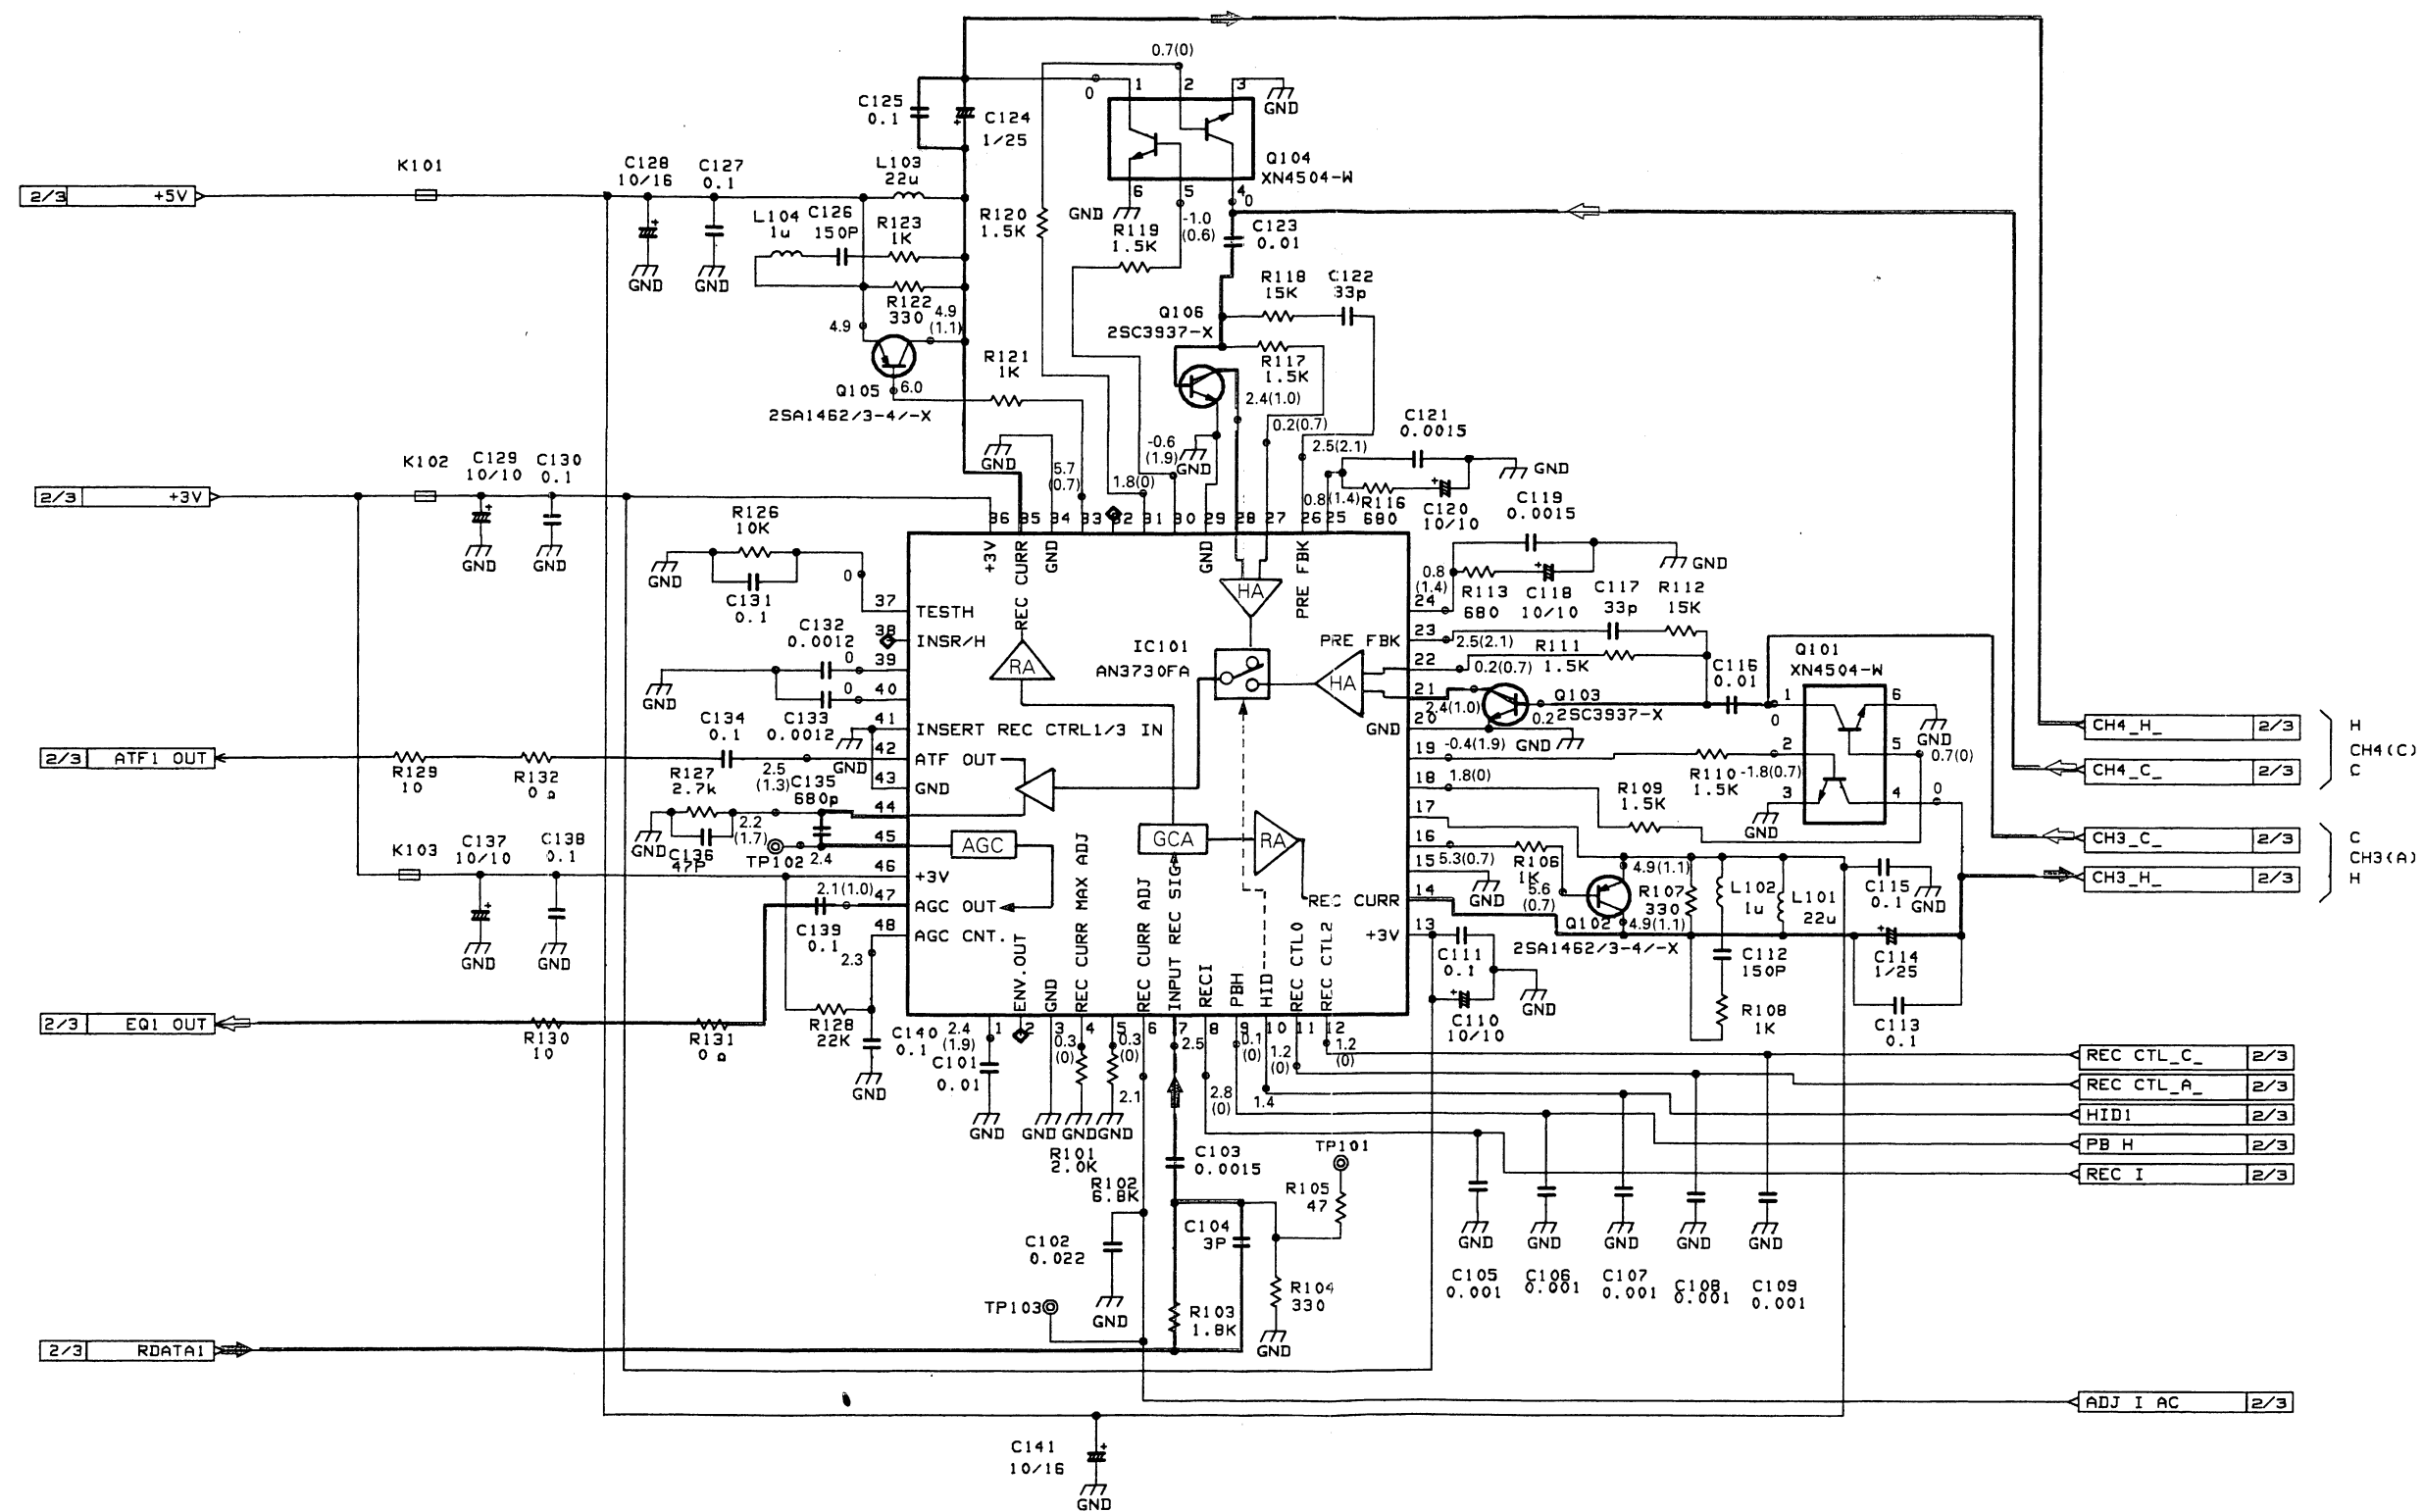 0.7(0)
1 2 3
GND
0
C125
0.1
C124
1/25
Q104
XN4504-W
6 5 4
0
GND
-1.0
(0.6)
2/3 +5V
K101
C128
10/16
C127
0.1
L103
22u
L104
1u
C126
150P
R123
1K
R120
1.5K
R119
1.5K
C123
0.01
GND
GND
R122
330
4.9
4.9
(1.1)
R118
15K
C122
33p
Q106
2SC3937-X
R117
1.5K
R121
1K
Q105
6.0
2SA1462/3-4/-X
2.4(1.0)
0.2(0.7)
C121
0.0015
GND
GND
-0.6
(1.9)
GND
2.5(2.1)
5.7
(0.7)
1.8(0)
0.8(1.4)
R116
680
C120
10/10
2/3 +3V
K102
C129
10/10
C130
0.1
GND
GND
R126
10K
GND
C131
0.1
0
36 35 34 33 32 31 30 29 28 27 26 25
+3V
REC CURR
GND
GND
PRE FBK
HA
C119
0.0015
GND
0.8
(1.4)
R113
680
C118
10/10
C117
33p
R112
15K
24
37
TESTH
38
INSR/H
39
40
C132
0.0012
0
0
GND
C133
0.0012
RA
IC101
AN3730FA
HA
PRE FBK
23
2.5(2.1)
22
0.2(0.7)
R111
1.5K
C116
0.01
Q101
XN4504-W
21
2.4(1.0)
Q103
2SC3937-X
0.2
20
GND
GND
1 6
0
GND
2 5
0.7(0)
3 4
0
GND
41
INSERT REC CTRL1/3 IN
42
ATF OUT
43
GND
GND
C134
0.1
2/3 ATF1 OUT
R129
10
R132
0 Ω
2.5
(1.3)
19
-0.4(1.9)
R110
1.5K
-1.8(0.7)
18
1.8(0)
R109
1.5K
CH4_H_ 2/3
H
CH4(C)
CH4_C_ 2/3
C
CH3_C_ 2/3
C
CH3(A)
CH3_H_ 2/3
H
R127
2.7k
C135
680p
44
GND
C136
47P
2.2
(1.7)
TP102
2.4
45
AGC
GCA
RA
17
16
5.3(0.7)
R106
1K
15
GND
5.6
(0.7)
4.9(1.1)
R107
330
L102
1u
L101
22u
C115
0.1
GND
K103
C137
10/10
C138
0.1
46
+3V
2.1(1.0)
47
AGC OUT
C139
0.1
48
AGC CNT.
2.3
GND
GND
14
REC CURR
13
+3V
Q102
4.9(1.1)
2SA1462/3-4/-X
C112
150P
C114
1/25
C111
0.1
GND
C110
10/10
R108
1K
C113
0.1
ENV.OUT
GND
REC CURR MAX ADJ
REC CURR ADJ
INPUT REC SIG
RECI
PBH
HID
REC CTL0
REC CTL2
2/3 EQ1 OUT
R130
10
R131
0 Ω
R128
22K
C140
0.1
GND
1 2 3 4 5 6 7 8 9 10 11 12
2.4
(1.9)
C101
0.01
0.3
(0)
0.3
(0)
2.1
2.5
2.8
(0)
0.1
(0)
1.4
1.2
(0)
1.2
(0)
GND
GND
GND
GND
R101
2.0K
R102
6.8K
C103
0.0015
TP101
R105
47
REC CTL_C_ 2/3
REC CTL_A_ 2/3
HID1 2/3
PB H 2/3
REC I 2/3
C102
0.022
C104
3P
GND
GND
GND
GND
GND
GND
TP103
R103
1.8K
R104
330
GND
C105
0.001
C106
0.001
C107
0.001
C108
0.001
C109
0.001
2/3 RDATA1
ADJ I AC 2/3
C141
10/16
GND